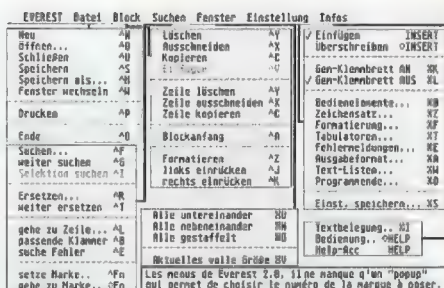 EVEREST Datei Block Suchen Fenster Einstellung Infos
Neu ^N
Öffnen... ^O
Schließen ^U
Speichern ^S
Speichern als... ^M
Fenster wechseln ^W
Drucken ^P
Ende ^Q
Suchen... ^F
weiter suchen ^G
Selektion suchen ^I
Ersetzen... ^R
weiter ersetzen ^T
gehe zu Zeile... ^L
passende Klammer ^B
suche Fehler ^E
setze Marke.. ^Fn
gehe zu Marke.. ◇Fn
Löschen ^Y
Ausschneiden ^X
Kopieren ^C
Einfügen ^V
Zeile löschen ^Y
Zeile ausschneiden ^X
Zeile kopieren ^C
Blockanfang ^A
Formatieren ^Z
links einrücken ^J
rechts einrücken ^K
Alle untereinander ⌘U
Alle nebeneinander ⌘N
Alle gestaffelt ⌘G
Aktuelles volle Größe ⌘V
√ Einfügen INSERT
Überschreiben ◇INSERT
Gem-Klemmbrett AN ⌘K
√ Gem-Klemmbrett AUS ⌘L
Bedienelemente...
Zeichensatz... ⌘Z
Formatierung... ⌘F
Tabulatoren... ⌘T
Fehlermeldungen... ⌘E
Ausgabeformat... ⌘A
Text-Listen...
Programmende... ⌘Q
Einst. speichern... ⌘S
Textbelegung.. ⌘I
Bedienung.. ◇HELP
Help-Acc HELP
Les menus de Everest 2.0, il ne manque q'un "popup"
qui permet de choisir le numéro de la marque à poser.